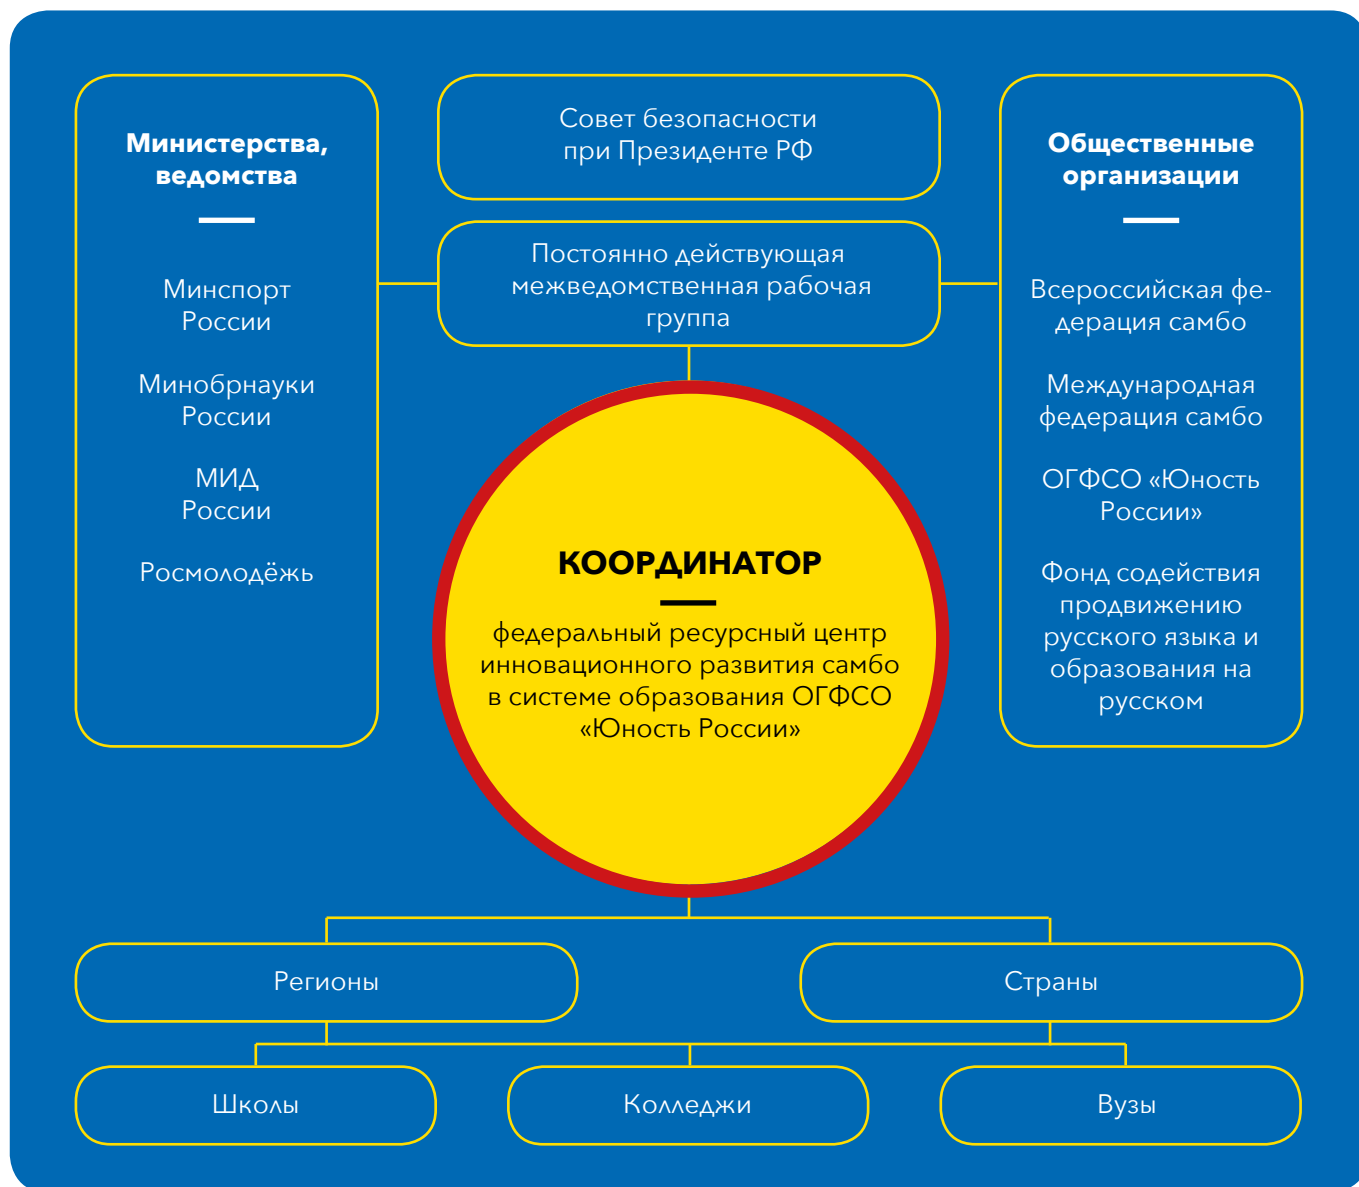 Министерства,
ведомства
Минспорт
России
Минобрнауки
России
МИД
России
Росмолодёжь
Совет безопасности
при Президенте РФ
Постоянно действующая
межведомственная рабочая
группа
Общественные
организации
Всероссийская фе-
дерация самбо
Международная
федерация самбо
ОГФСО «Юность
России»
Фонд содействия
продвижению
русского языка и
образования на
русском
КООРДИНАТОР
федеральный ресурсный центр
инновационного развития самбо
в системе образования ОГФСО
«Юность России»
Регионы
Страны
Школы
Колледжи
Вузы